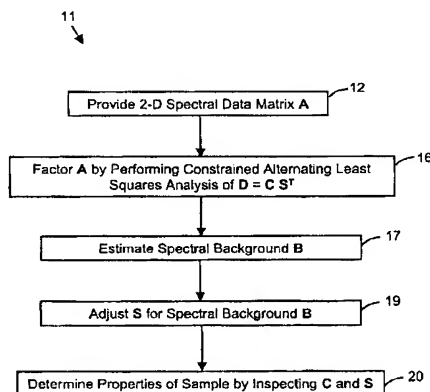 11
12
Provide 2-D Spectral Data Matrix A
16
Factor A by Performing Constrained Alternating Least
Squares Analysis of D = C Sᵀ
17
Estimate Spectral Background B
19
Adjust S for Spectral Background B
20
Determine Properties of Sample by Inspecting C and S